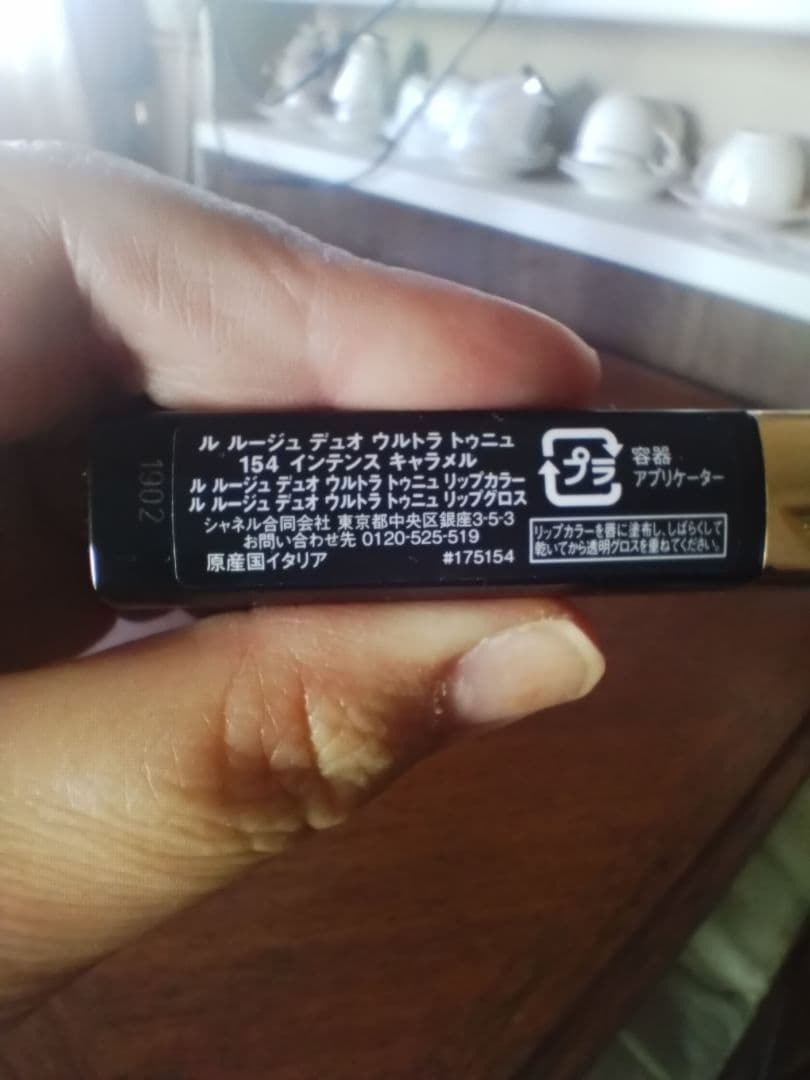 ル ルージュ デュオ ウルトラ トゥニュ
154 インテンス キャラメル
ル ルージュ デュオ ウルトラ トゥニュ リップカラー
ル ルージュ デュオ ウルトラ トゥニュ リップグロス
シャネル合同会社 東京都中央区銀座3-5-3
お問い合わせ先 0120-525-519
原産国イタリア #175154
プラ
容器
アプリケーター
リップカラーを唇に塗布し、しばらくして
乾いてから透明グロスを重ねてください。
1902